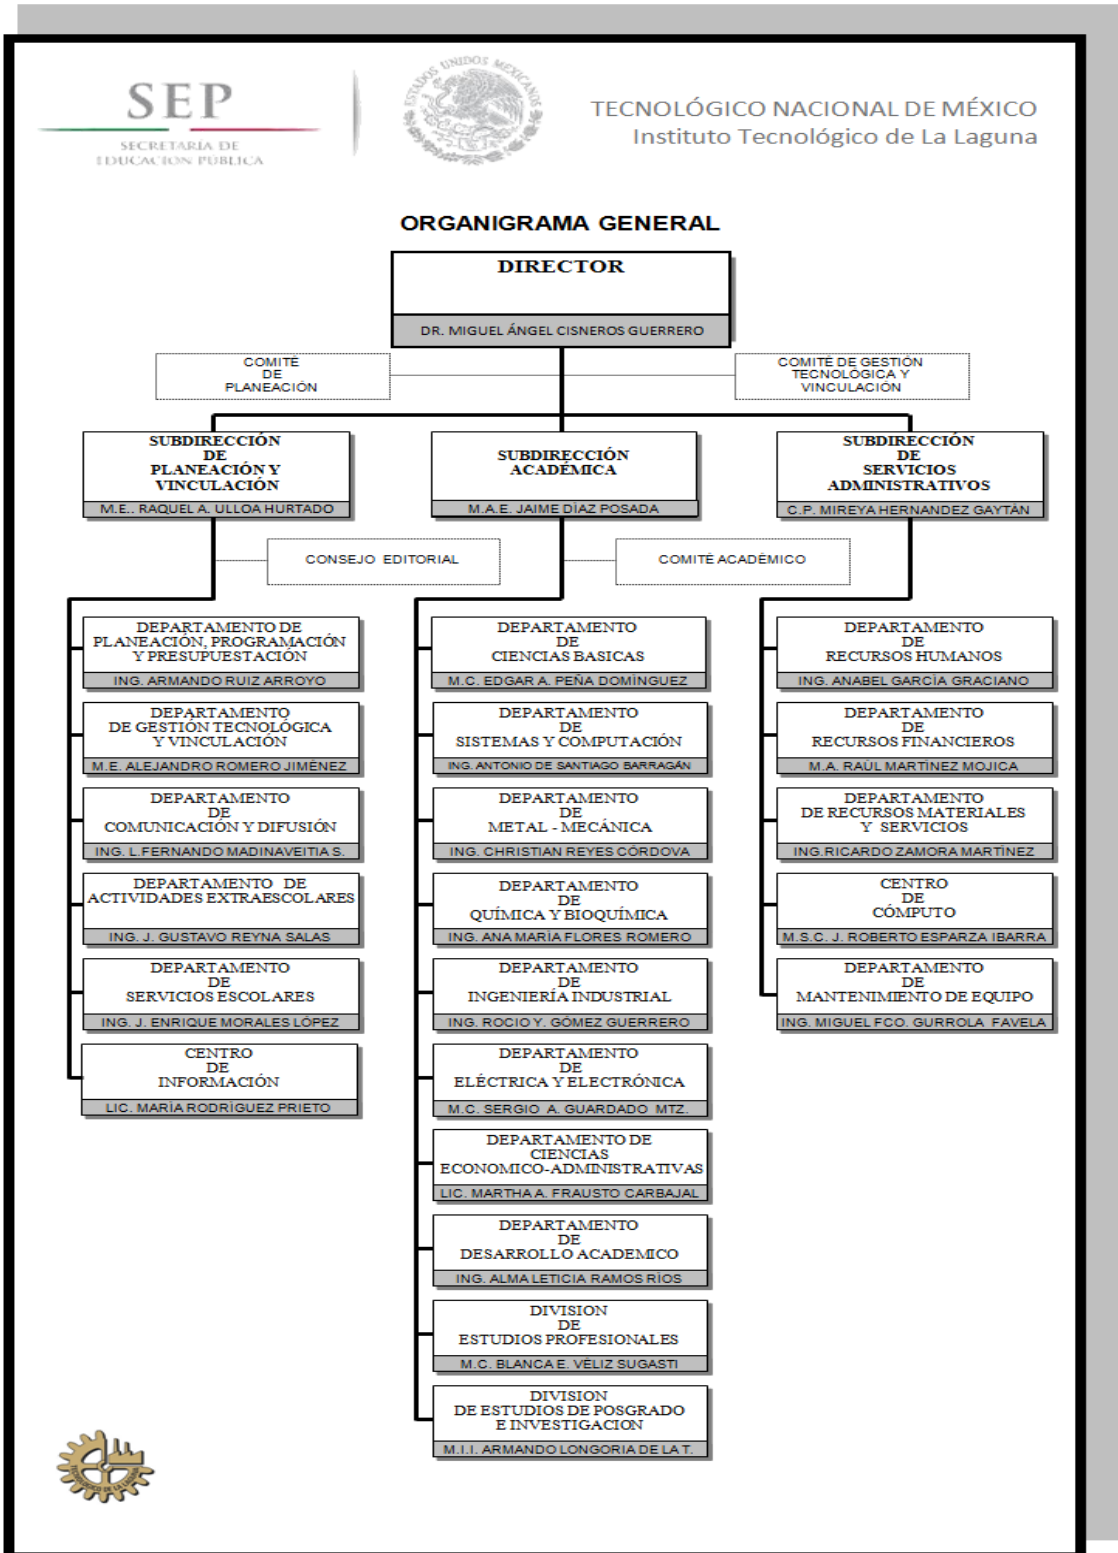 SEP
SECRETARÍA DE
EDUCACIÓN PÚBLICA
ESTADOS UNIDOS MEXICANOS
TECNOLÓGICO NACIONAL DE MÉXICO
Instituto Tecnológico de La Laguna
ORGANIGRAMA GENERAL
DIRECTOR
DR. MIGUEL ÁNGEL CISNEROS GUERRERO
COMITÉ
DE
PLANEACIÓN
COMITÉ DE GESTIÓN
TECNOLÓGICA Y
VINCULACIÓN
SUBDIRECCIÓN
DE
PLANEACIÓN Y
VINCULACIÓN
M.E.. RAQUEL A. ULLOA HURTADO
SUBDIRECCIÓN
ACADÉMICA
M.A.E. JAIME DÍAZ POSADA
SUBDIRECCIÓN
DE
SERVICIOS
ADMINISTRATIVOS
C.P. MIREYA HERNANDEZ GAYTÁN
CONSEJO EDITORIAL
COMITÉ ACADÉMICO
DEPARTAMENTO DE
PLANEACIÓN, PROGRAMACIÓN
Y PRESUPUESTACIÓN
ING. ARMANDO RUIZ ARROYO
DEPARTAMENTO
DE GESTIÓN TECNOLÓGICA
Y VINCULACIÓN
M.E. ALEJANDRO ROMERO JIMÉNEZ
DEPARTAMENTO
DE
COMUNICACIÓN Y DIFUSIÓN
ING. L.FERNANDO MADINAVEITIA S.
DEPARTAMENTO DE
ACTIVIDADES EXTRAESCOLARES
ING. J. GUSTAVO REYNA SALAS
DEPARTAMENTO
DE
SERVICIOS ESCOLARES
ING. J. ENRIQUE MORALES LÓPEZ
CENTRO
DE
INFORMACIÓN
LIC. MARÍA RODRÍGUEZ PRIETO
DEPARTAMENTO
DE
CIENCIAS BASICAS
M.C. EDGAR A. PEÑA DOMÍNGUEZ
DEPARTAMENTO
DE
SISTEMAS Y COMPUTACIÓN
ING. ANTONIO DE SANTIAGO BARRAGÁN
DEPARTAMENTO
DE
METAL - MECÁNICA
ING. CHRISTIAN REYES CÓRDOVA
DEPARTAMENTO
DE
QUÍMICA Y BIOQUÍMICA
ING. ANA MARÍA FLORES ROMERO
DEPARTAMENTO
DE
INGENIERÍA INDUSTRIAL
ING. ROCIO Y. GÓMEZ GUERRERO
DEPARTAMENTO
DE
ELÉCTRICA Y ELECTRÓNICA
M.C. SERGIO A. GUARDADO MTZ.
DEPARTAMENTO DE
CIENCIAS
ECONOMICO-ADMINISTRATIVAS
LIC. MARTHA A. FRAUSTO CARBAJAL
DEPARTAMENTO
DE
DESARROLLO ACADEMICO
ING. ALMA LETICIA RAMOS RÍOS
DIVISION
DE
ESTUDIOS PROFESIONALES
M.C. BLANCA E. VÉLIZ SUGASTI
DIVISION
DE ESTUDIOS DE POSGRADO
E INVESTIGACION
M.I.I. ARMANDO LONGORIA DE LA T.
DEPARTAMENTO
DE
RECURSOS HUMANOS
ING. ANABEL GARCÍA GRACIANO
DEPARTAMENTO
DE
RECURSOS FINANCIEROS
M.A. RAÚL MARTÍNEZ MOJICA
DEPARTAMENTO
DE RECURSOS MATERIALES
Y SERVICIOS
ING.RICARDO ZAMORA MARTÍNEZ
CENTRO
DE
CÓMPUTO
M.S.C. J. ROBERTO ESPARZA IBARRA
DEPARTAMENTO
DE
MANTENIMIENTO DE EQUIPO
ING. MIGUEL FCO. GURROLA FAVELA
TECNOLOGICO DE LA LAGUNA